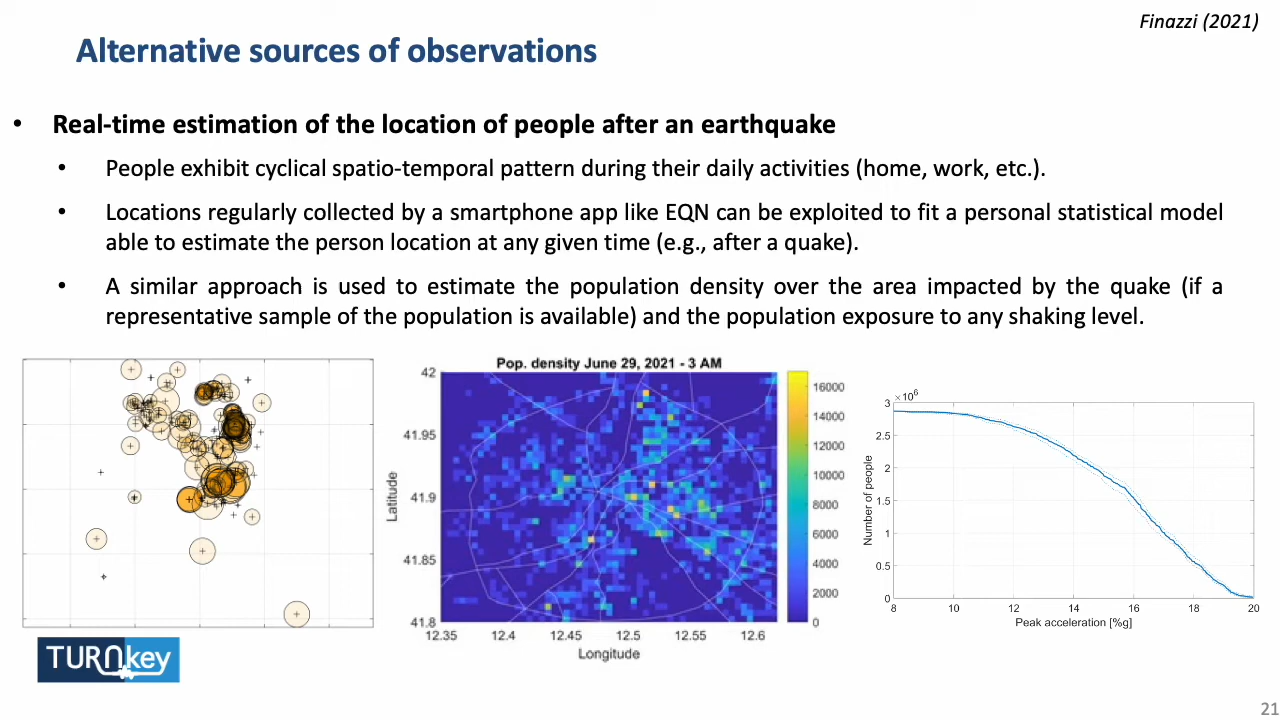 Finazzi (2021)
Alternative sources of observations
• Real-time estimation of the location of people after an earthquake
• People exhibit cyclical spatio-temporal pattern during their daily activities (home, work, etc.).
• Locations regularly collected by a smartphone app like EQN can be exploited to fit a personal statistical model
able to estimate the person location at any given time (e.g., after a quake).
• A similar approach is used to estimate the population density over the area impacted by the quake (if a
representative sample of the population is available) and the population exposure to any shaking level.
Pop. density June 29, 2021 - 3 AM
42
41.95
41.9
41.85
41.8
Latitude
12.35 12.4 12.45 12.5 12.55 12.6
Longitude
16000
14000
12000
10000
8000
6000
4000
2000
0
×10⁶
3
2.5
2
1.5
1
0.5
0
Number of people
8 10 12 14 16 18 20
Peak acceleration [%g]
TURNkey
21